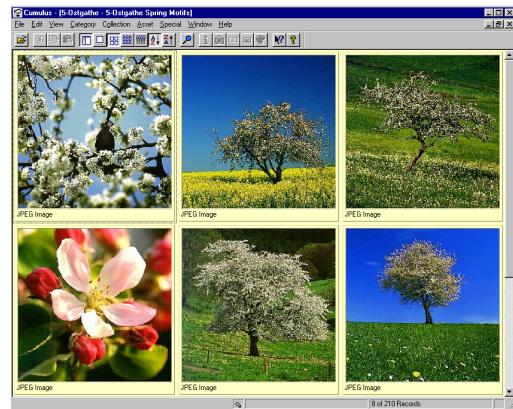 Cumulus - [5-Ostgathe - 5-Ostgathe Spring Motifs]
File Edit View Category Collection Asset Special Window Help
JPEG Image JPEG Image JPEG Image
JPEG Image JPEG Image JPEG Image
8 of 210 Records